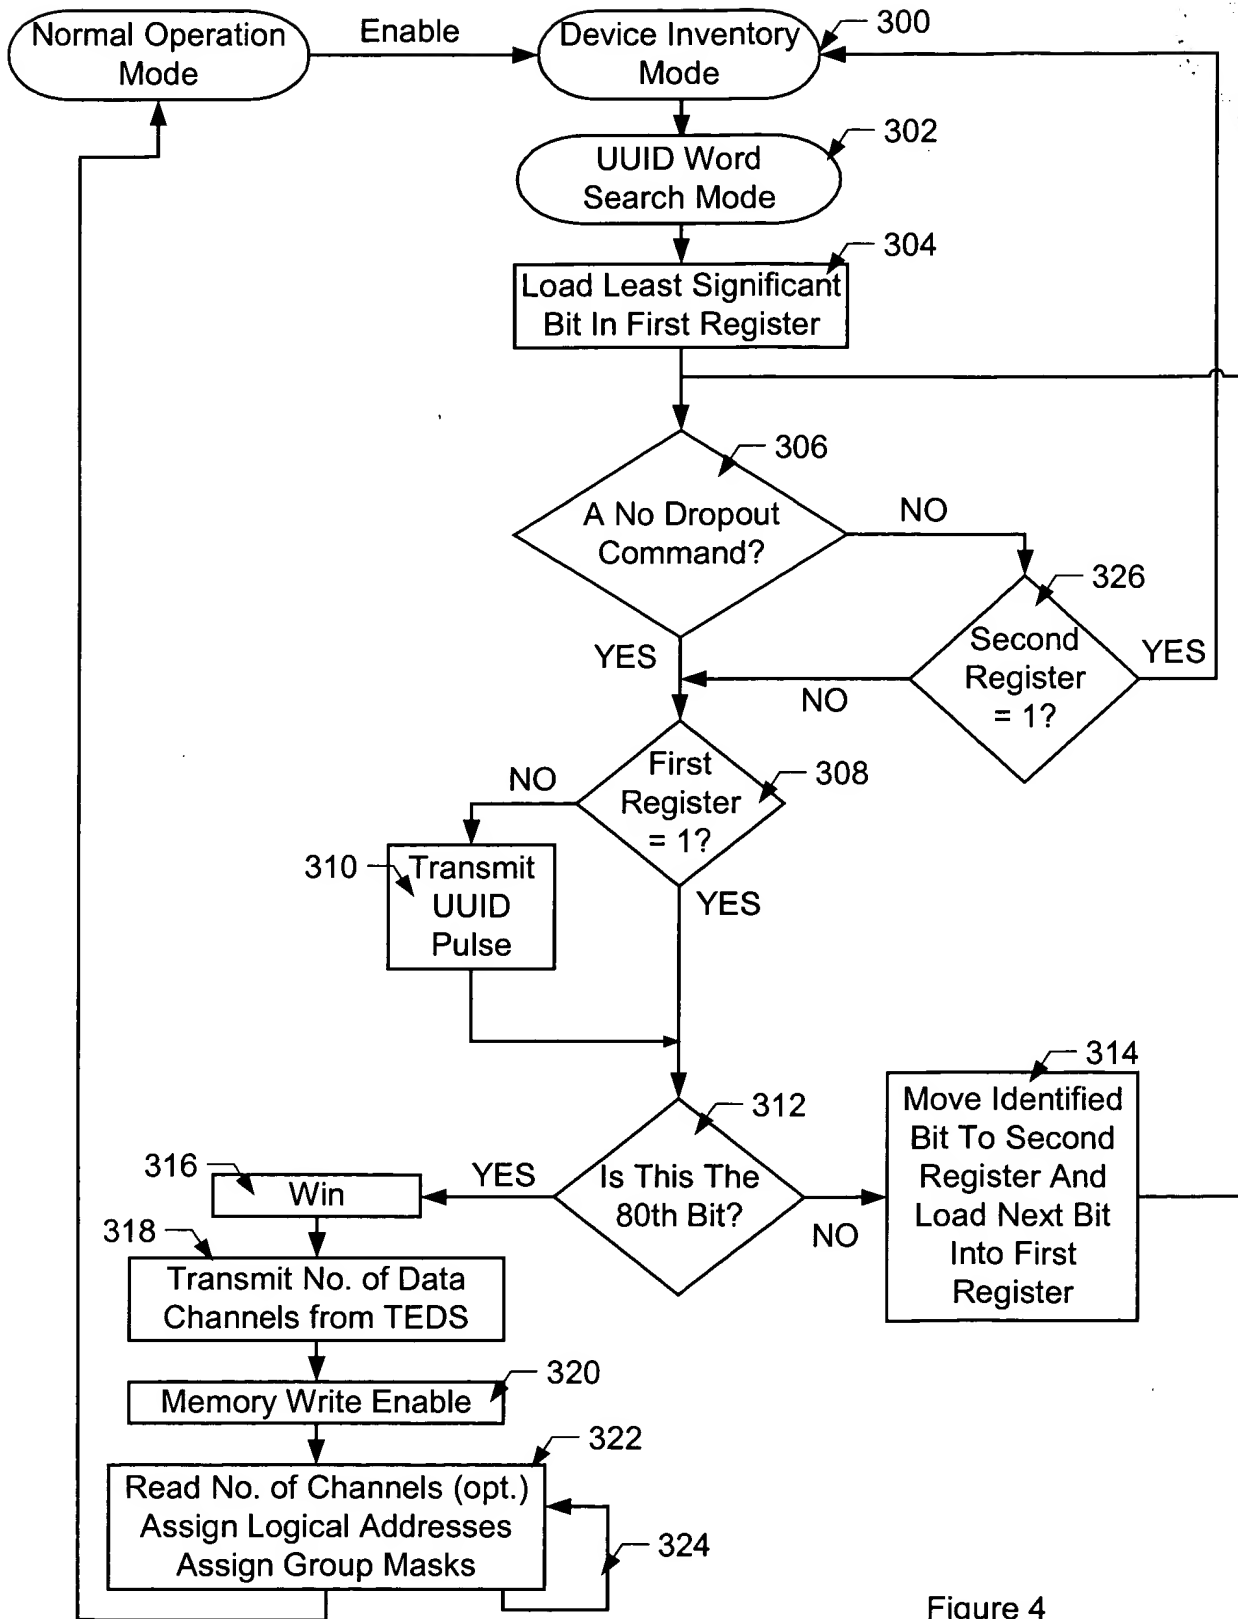 Normal Operation
Mode
Enable
Device Inventory
Mode
300
UUID Word
Search Mode
302
304
Load Least Significant
Bit In First Register
306
A No Dropout
Command?
NO
326
YES
Second
Register
= 1?
YES
NO
First
Register
= 1?
308
NO
310
Transmit
UUID
Pulse
YES
314
Move Identified
Bit To Second
Register And
Load Next Bit
Into First
Register
312
Is This The
80th Bit?
YES
NO
316
Win
318
Transmit No. of Data
Channels from TEDS
320
Memory Write Enable
322
Read No. of Channels (opt.)
Assign Logical Addresses
Assign Group Masks
324
Figure 4